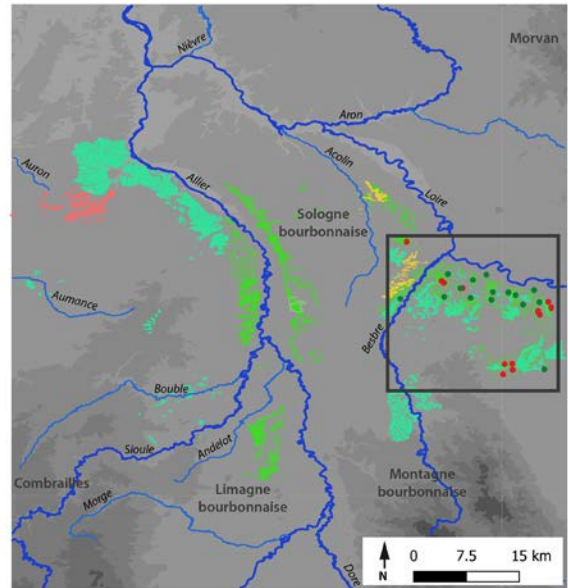 Nièvre
Morvan
Aron
Acolin
Auron
Allier
Loire
Sologne
bourbonnaise
Aumance
Besbre
Bouble
Andelot
Sioule
Montagne
bourbonnaise
Combrailles
Limagne
bourbonnaise
Morge
Dore
N
0 7.5 15 km